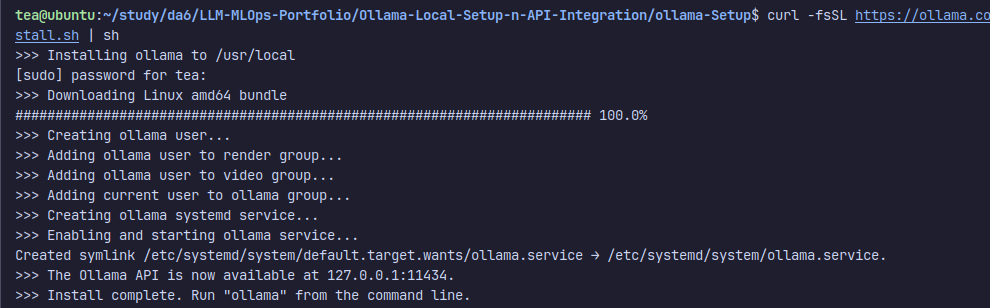 tea@ubuntu:~/study/da6/LLM-MLOps-Portfolio/Ollama-Local-Setup-n-API-Integration/ollama-Setup$ curl -fsSL https://ollama.co
stall.sh | sh
>>> Installing ollama to /usr/local
[sudo] password for tea:
>>> Downloading Linux amd64 bundle
######################################################################## 100.0%
>>> Creating ollama user...
>>> Adding ollama user to render group...
>>> Adding ollama user to video group...
>>> Adding current user to ollama group...
>>> Creating ollama systemd service...
>>> Enabling and starting ollama service...
Created symlink /etc/systemd/system/default.target.wants/ollama.service → /etc/systemd/system/ollama.service.
>>> The Ollama API is now available at 127.0.0.1:11434.
>>> Install complete. Run "ollama" from the command line.